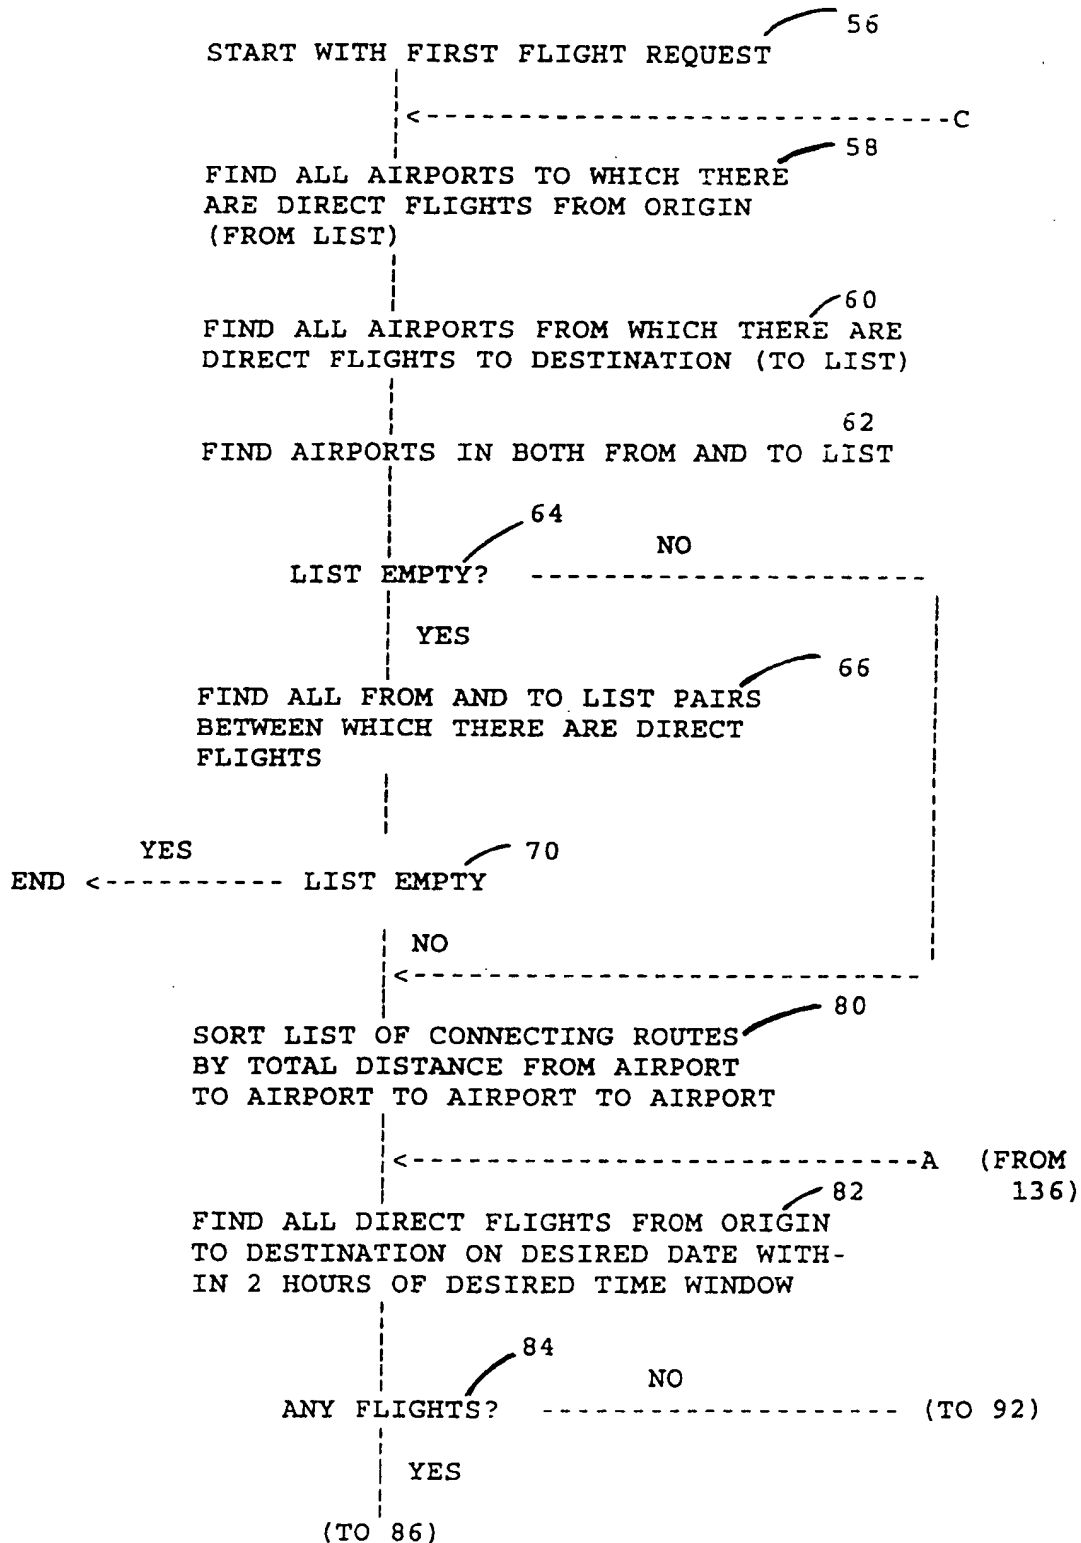 56
START WITH FIRST FLIGHT REQUEST
<-----------------------------C
58
FIND ALL AIRPORTS TO WHICH THERE
ARE DIRECT FLIGHTS FROM ORIGIN
(FROM LIST)
60
FIND ALL AIRPORTS FROM WHICH THERE ARE
DIRECT FLIGHTS TO DESTINATION (TO LIST)
62
FIND AIRPORTS IN BOTH FROM AND TO LIST
64
NO
LIST EMPTY?
YES
66
FIND ALL FROM AND TO LIST PAIRS
BETWEEN WHICH THERE ARE DIRECT
FLIGHTS
YES
70
END <---------- LIST EMPTY
NO
80
SORT LIST OF CONNECTING ROUTES
BY TOTAL DISTANCE FROM AIRPORT
TO AIRPORT TO AIRPORT TO AIRPORT
<-----------------------------A (FROM
136)
82
FIND ALL DIRECT FLIGHTS FROM ORIGIN
TO DESTINATION ON DESIRED DATE WITH-
IN 2 HOURS OF DESIRED TIME WINDOW
84
NO
ANY FLIGHTS? -------------------- (TO 92)
YES
(TO 86)